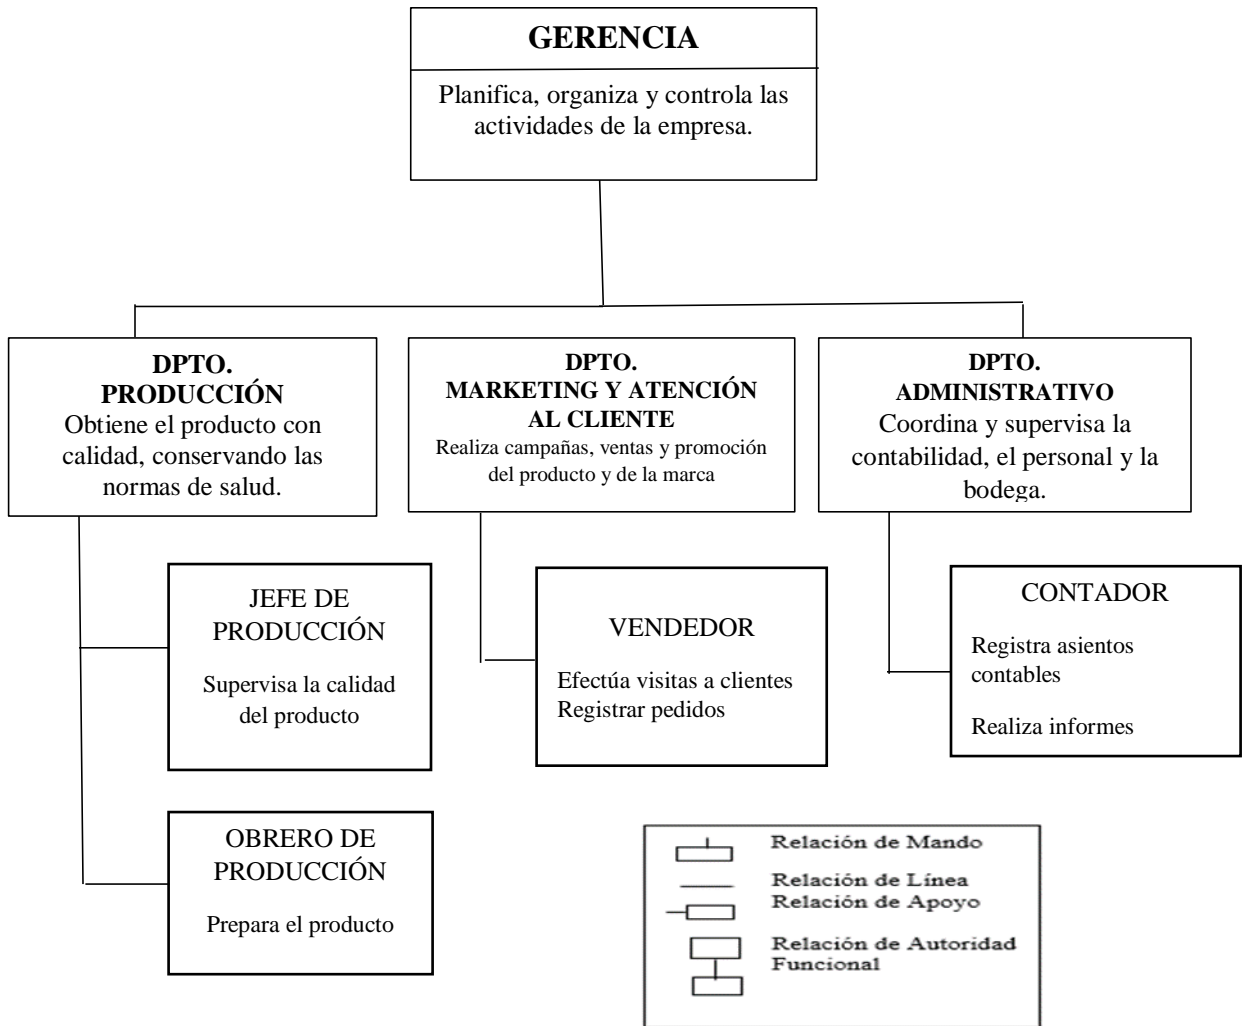 GERENCIA
Planifica, organiza y controla las
actividades de la empresa.
DPTO.
PRODUCCIÓN
Obtiene el producto con
calidad, conservando las
normas de salud.
DPTO.
MARKETING Y ATENCIÓN
AL CLIENTE
Realiza campañas, ventas y promoción
del producto y de la marca
DPTO.
ADMINISTRATIVO
Coordina y supervisa la
contabilidad, el personal y la
bodega.
JEFE DE
PRODUCCIÓN
Supervisa la calidad
del producto
VENDEDOR
Efectúa visitas a clientes
Registrar pedidos
CONTADOR
Registra asientos
contables
Realiza informes
OBRERO DE
PRODUCCIÓN
Prepara el producto
Relación de Mando
Relación de Línea
Relación de Apoyo
Relación de Autoridad
Funcional